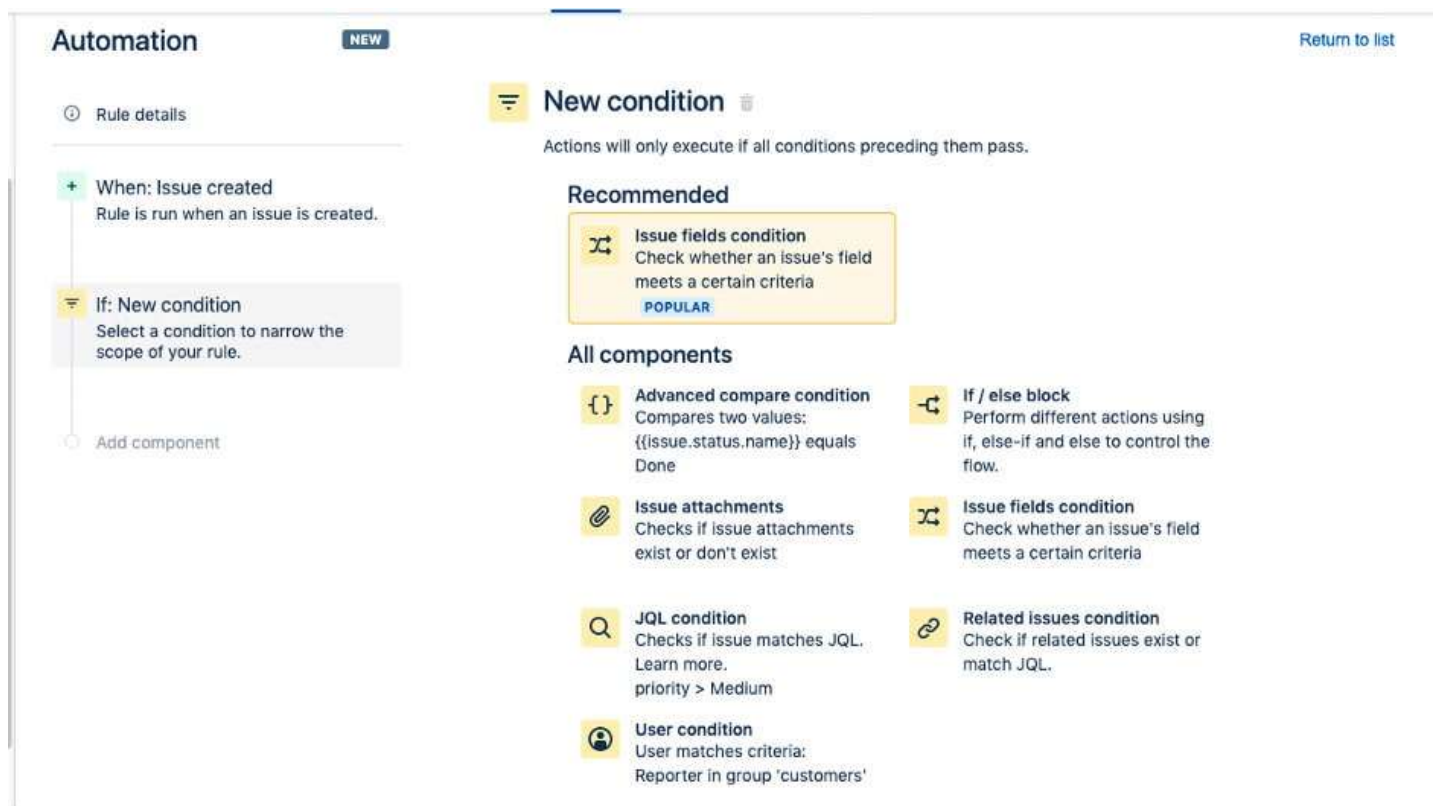 Automation
NEW
Return to list
Rule details
When: Issue created
Rule is run when an issue is created.
If: New condition
Select a condition to narrow the
scope of your rule.
Add component
New condition
Actions will only execute if all conditions preceding them pass.
Recommended
Issue fields condition
Check whether an issue's field
meets a certain criteria
POPULAR
All components
Advanced compare condition
Compares two values:
{{issue.status.name}} equals
Done
If / else block
Perform different actions using
if, else-if and else to control the
flow.
Issue attachments
Checks if issue attachments
exist or don't exist
Issue fields condition
Check whether an issue's field
meets a certain criteria
JQL condition
Checks if issue matches JQL.
Learn more.
priority > Medium
Related issues condition
Check if related issues exist or
match JQL.
User condition
User matches criteria:
Reporter in group 'customers'